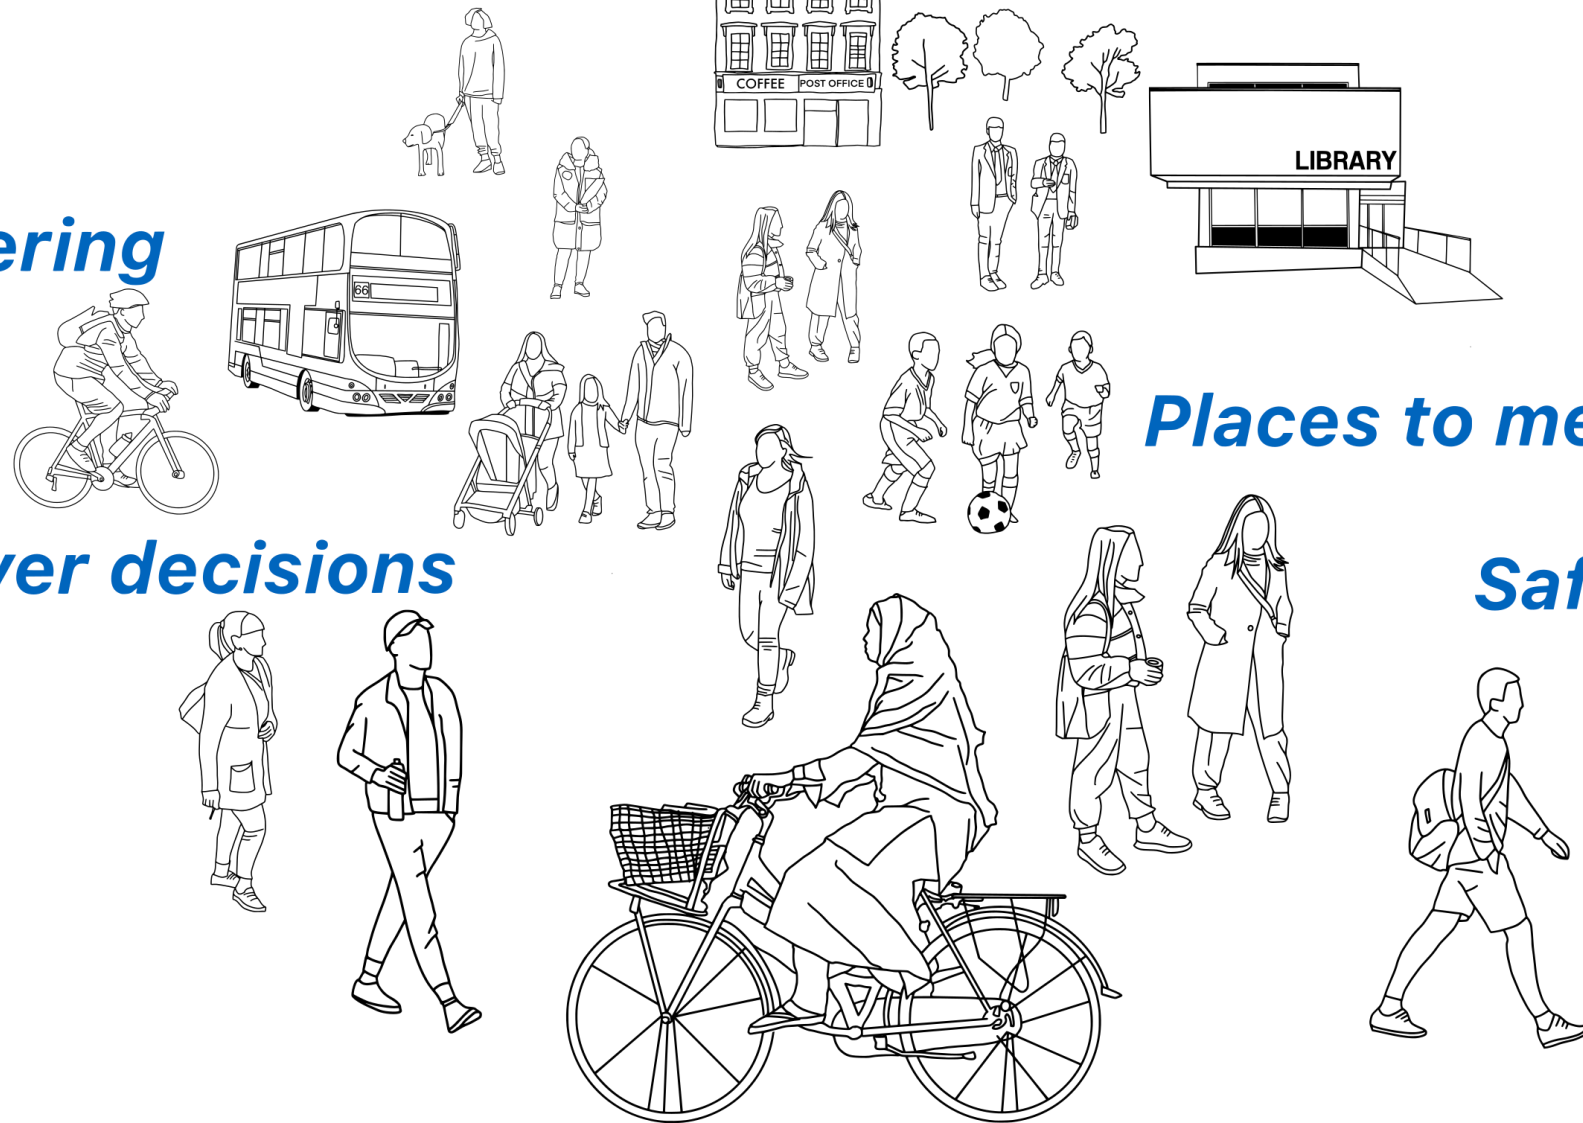 COFFEE
POST OFFICE
LIBRARY
ering
66
Places to me
ver decisions
Saf